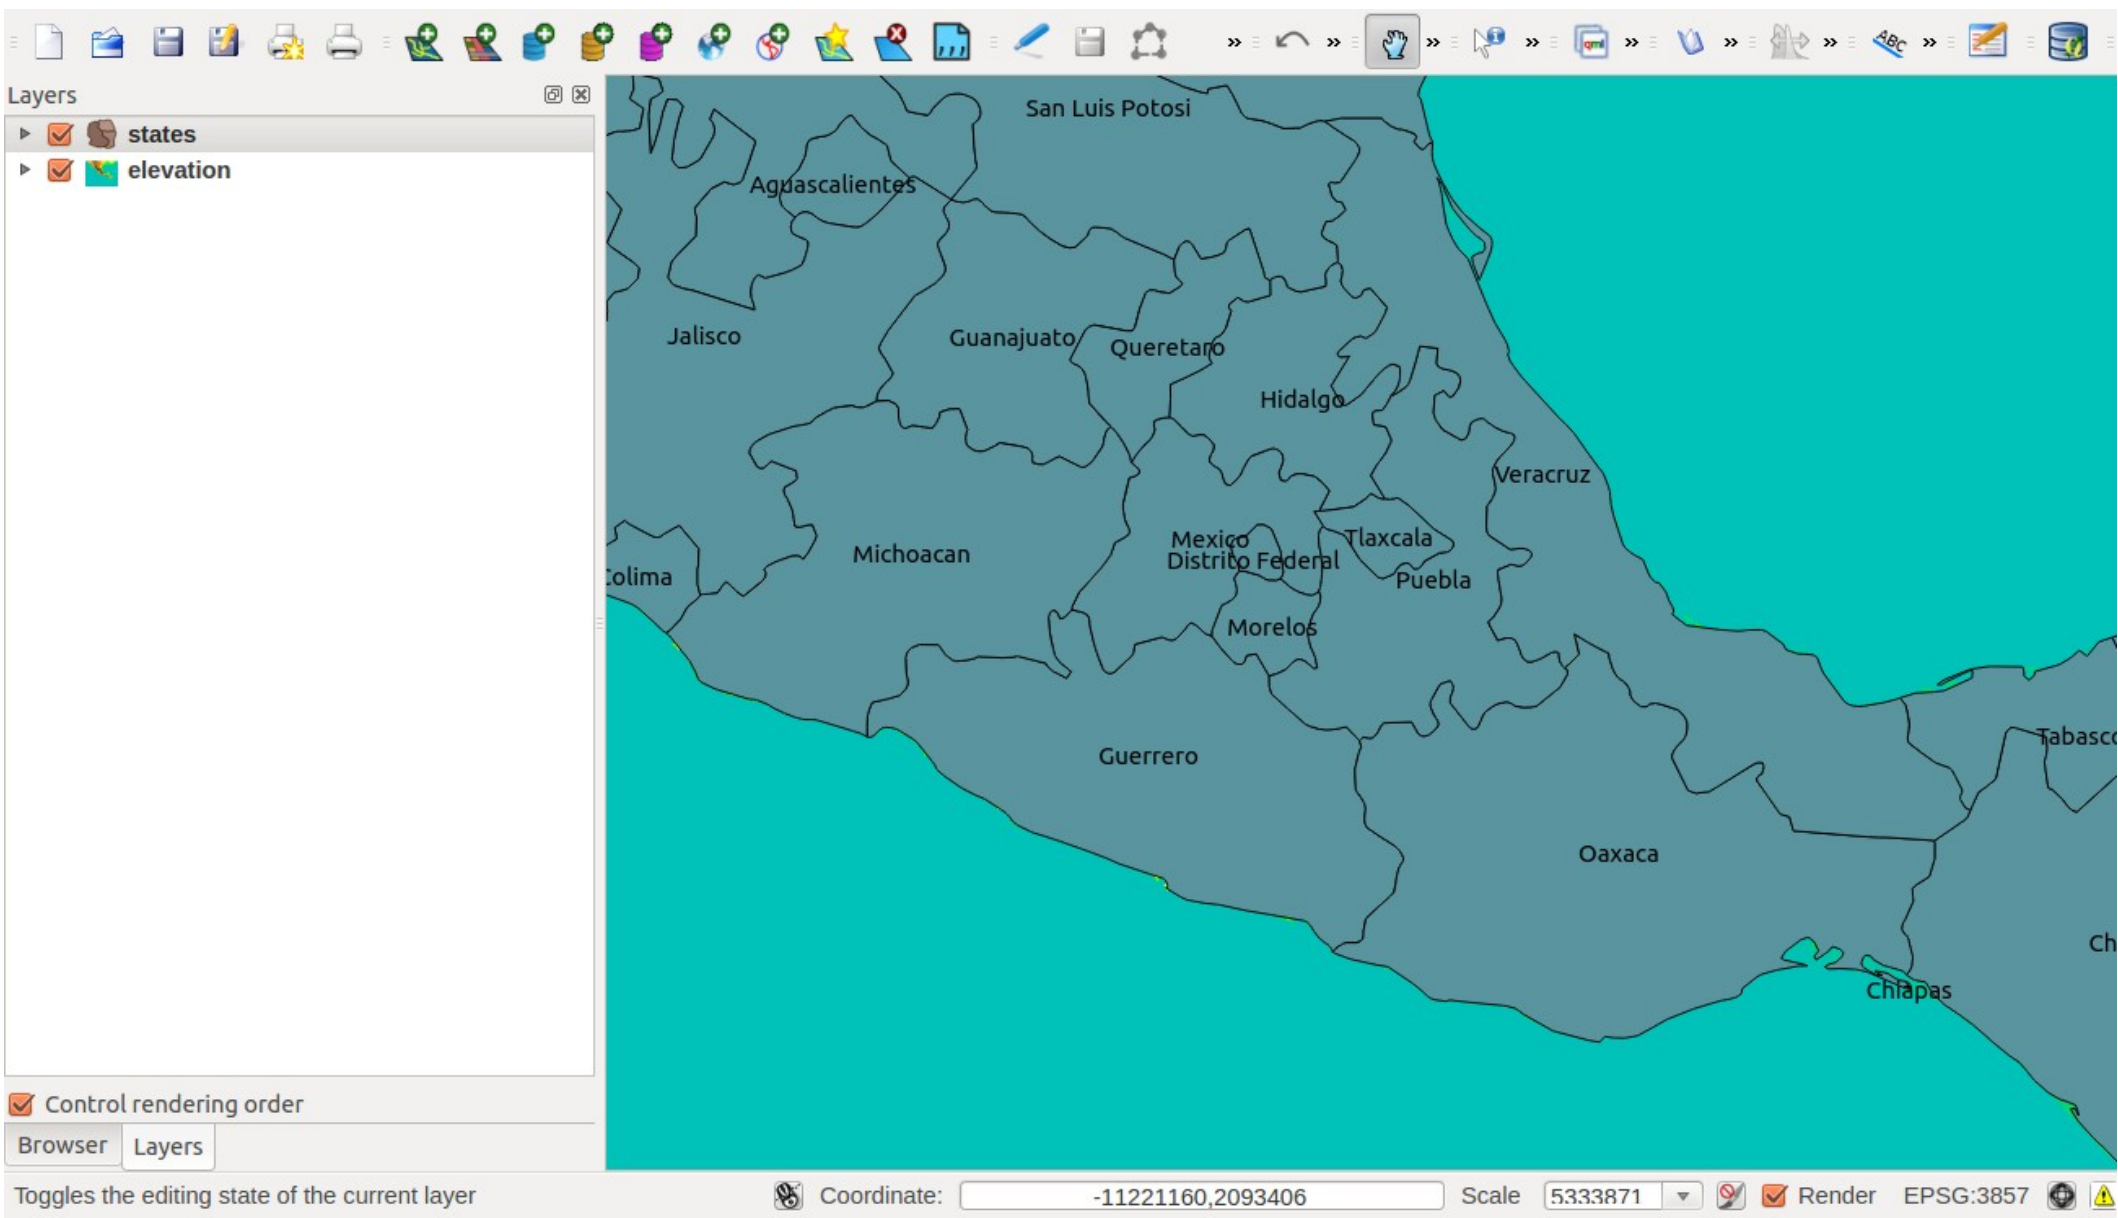 »
»
»
»
qml
»
»
»
ABC
»
Layers
states
elevation
San Luis Potosi
Aguascalientes
Jalisco
Guanajuato
Queretaro
Hidalgo
Veracruz
Mexico
Tlaxcala
Distrito Federal
Michoacan
Colima
Puebla
Morelos
Guerrero
Tabasco
Oaxaca
Ch
Chiapas
Control rendering order
Browser Layers
Toggles the editing state of the current layer Coordinate: -11221160,2093406 Scale 5333871 Render EPSG:3857